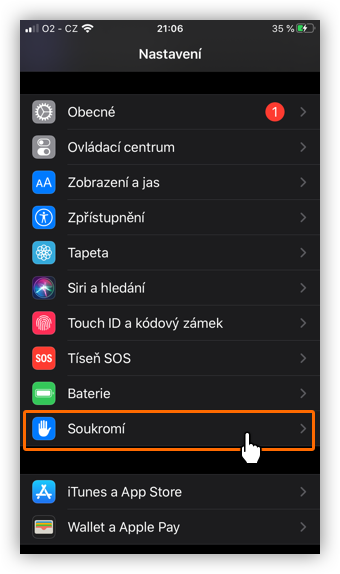 O2 - CZ 21:06 35 %
Nastavení
Obecné 1
Ovládací centrum
AA Zobrazení a jas
Zpřístupnění
Tapeta
Siri a hledání
Touch ID a kódový zámek
SOS Tíseň SOS
Baterie
Soukromí
iTunes a App Store
Wallet a Apple Pay